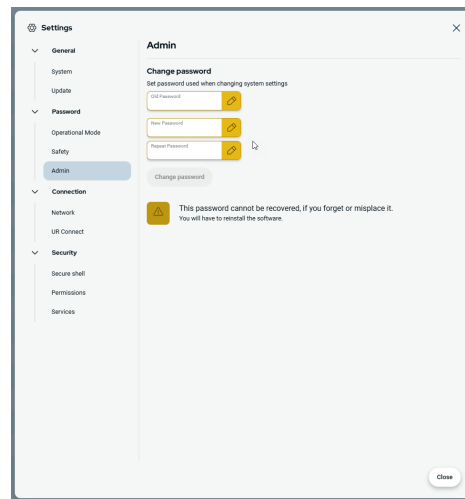 Settings
General
System
Update
Password
Operational Mode
Safety
Admin
Connection
Network
UR Connect
Security
Secure shell
Permissions
Services
Admin
Change password
Set password used when changing system settings
Old Password
New Password
Repeat Password
Change password
This password cannot be recovered, if you forget or misplace it.
You will have to reinstall the software.
Close